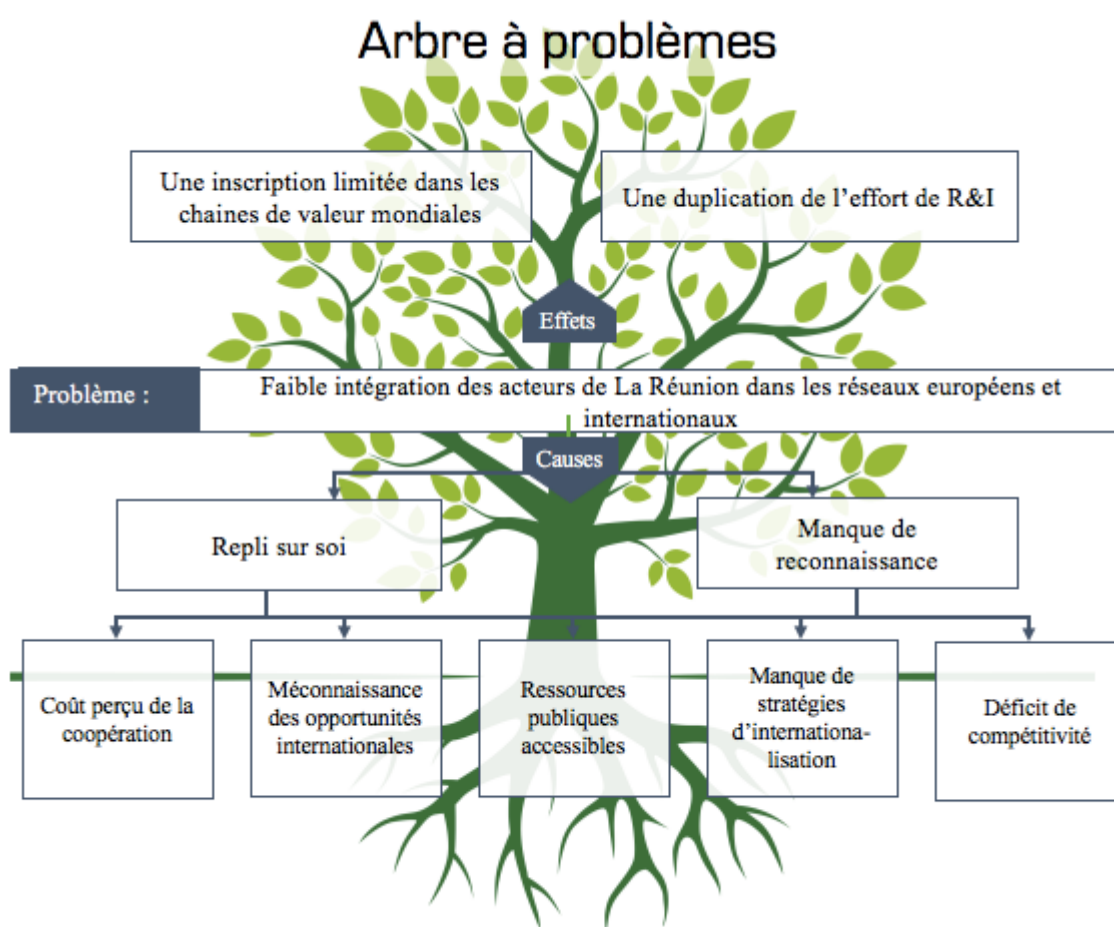 Arbre à problèmes
Une inscription limitée dans les
chaines de valeur mondiales
Une duplication de l'effort de R&I
Effets
Problème :
Faible intégration des acteurs de La Réunion dans les réseaux européens et
internationaux
Causes
Repli sur soi
Manque de
reconnaissance
Coût perçu de la
coopération
Méconnaissance
des opportunités
internationales
Ressources
publiques
accessibles
Manque de
stratégies
d'internationa-
lisation
Déficit de
compétitivité